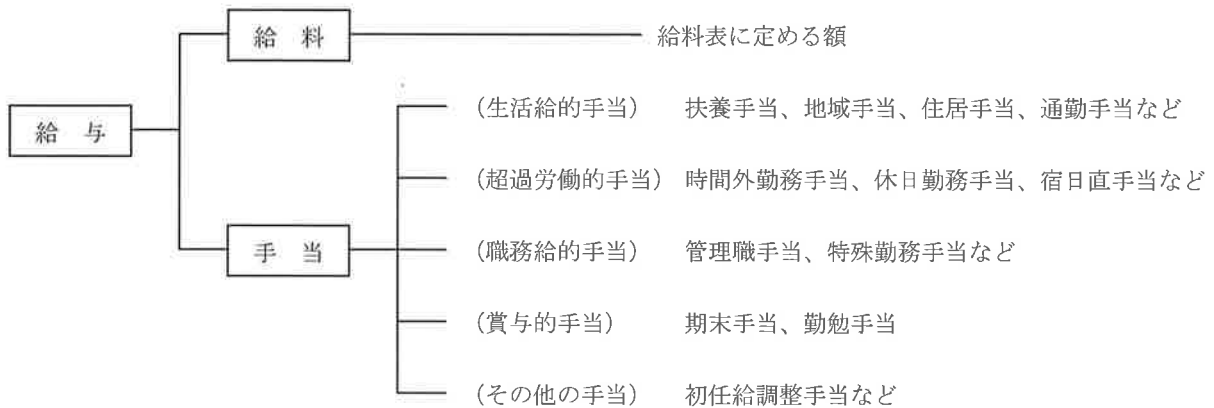 給料 給料表に定める額
(生活給的手当) 扶養手当、地域手当、住居手当、通勤手当など
給与
(超過労働的手当) 時間外勤務手当、休日勤務手当、宿日直手当など
手当 (職務給的手当) 管理職手当、特殊勤務手当など
(賞与的手当) 期末手当、勤勉手当
(その他の手当) 初任給調整手当など